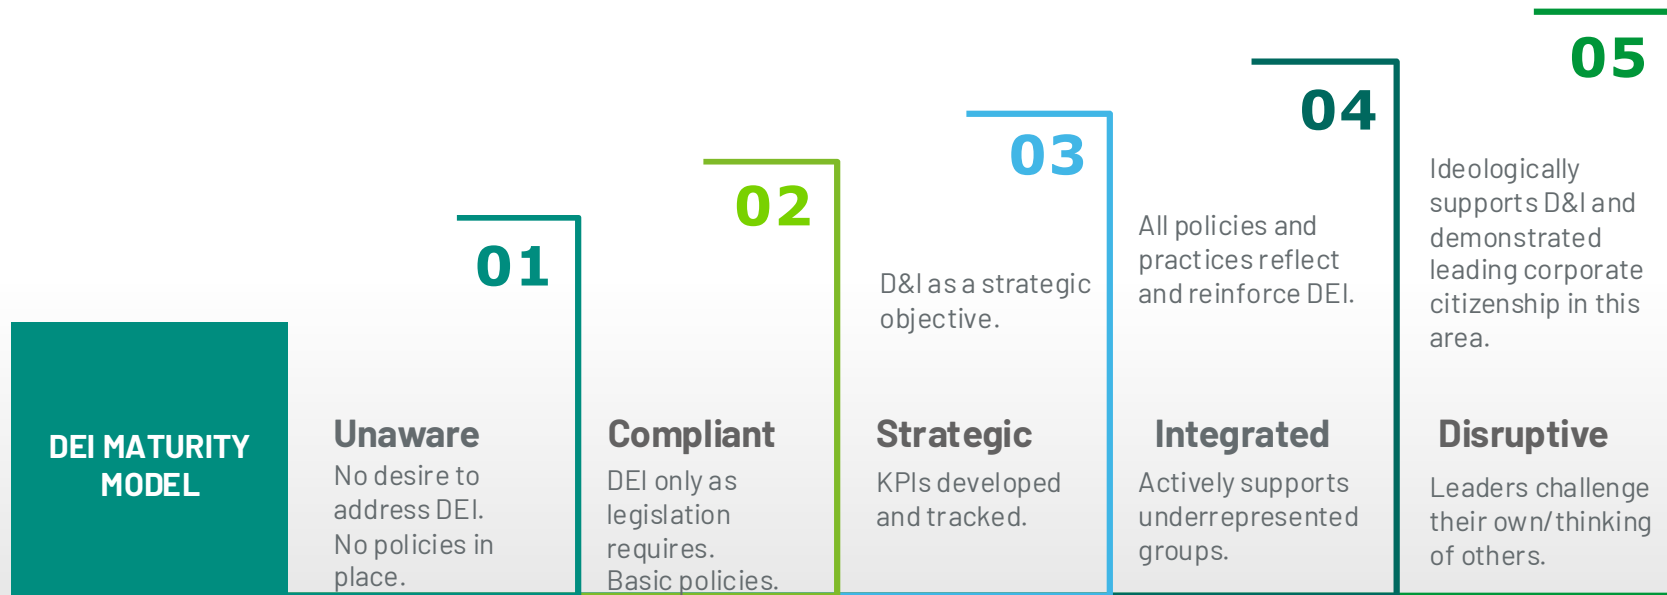 DEI MATURITY
MODEL
01
Unaware
No desire to
address DEI.
No policies in
place.
02
Compliant
DEI only as
legislation
requires.
Basic policies.
03
D&I as a strategic
objective.
Strategic
KPIs developed
and tracked.
04
All policies and
practices reflect
and reinforce DEI.
Integrated
Actively supports
underrepresented
groups.
05
Ideologically
supports D&I and
demonstrated
leading corporate
citizenship in this
area.
Disruptive
Leaders challenge
their own/thinking
of others.